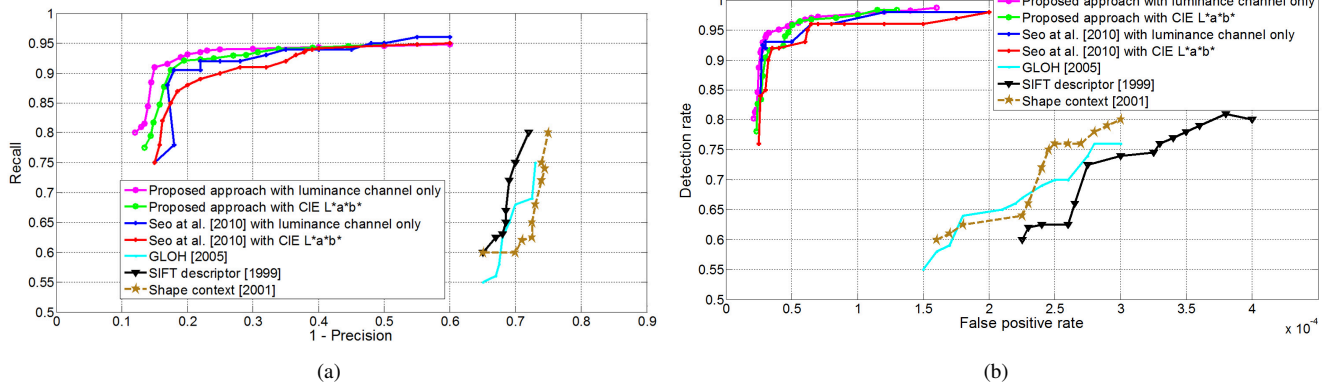 1
0.95
0.9
0.85
0.8
0.75
0.7
0.65
0.6
0.55
0.5
Recall
Proposed approach with luminance channel only
Proposed approach with CIE L*a*b*
Seo at al. [2010] with luminance channel only
Seo at al. [2010] with CIE L*a*b*
GLOH [2005]
SIFT descriptor [1999]
Shape context [2001]
0 0.1 0.2 0.3 0.4 0.5 0.6 0.7 0.8 0.9
1 - Precision
(a)
1
0.95
0.9
0.85
0.8
0.75
0.7
0.65
0.6
0.55
0.5
Detection rate
Proposed approach with luminance channel only
Proposed approach with CIE L*a*b*
Seo at al. [2010] with luminance channel only
Seo at al. [2010] with CIE L*a*b*
GLOH [2005]
SIFT descriptor [1999]
Shape context [2001]
0 0.5 1 1.5 2 2.5 3 3.5 4
False positive rate
x 10-4
(b)